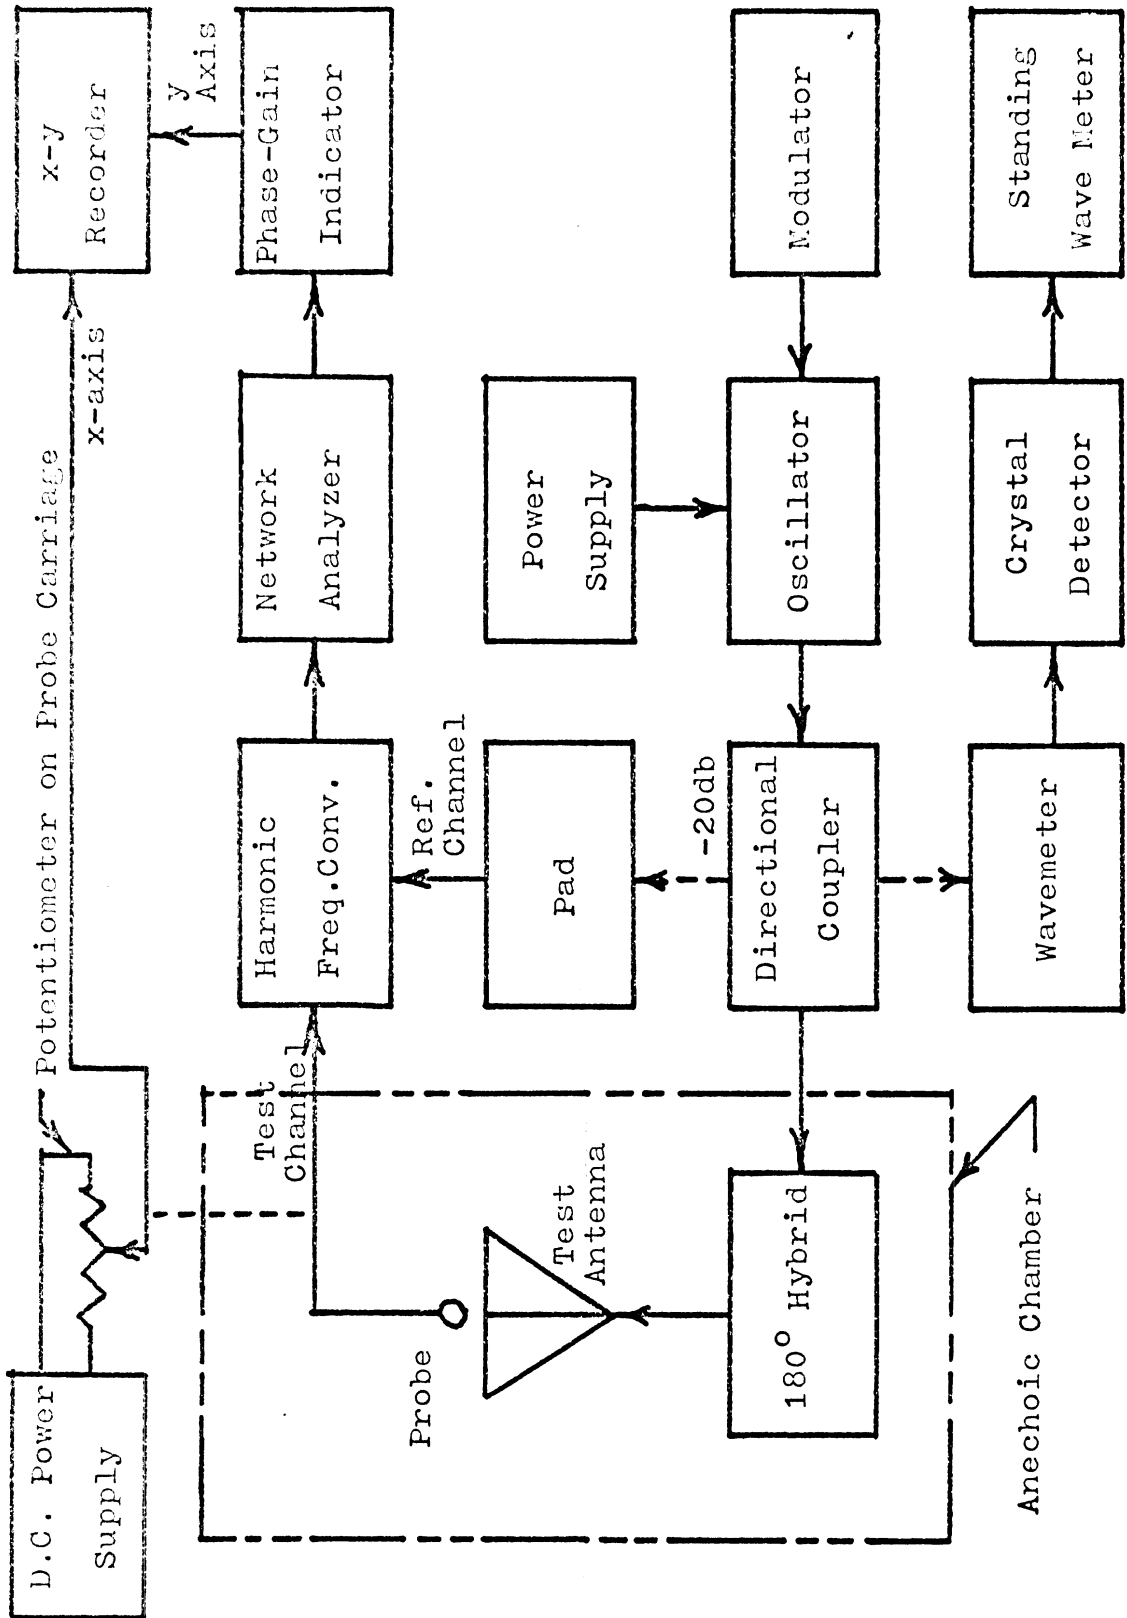 D.C. Power
Supply
Potentiometer on Probe Carriage
x-axis
x-y
Recorder
y
Axis
Test
Channel
Harmonic
Freq.Conv.
Network
Analyzer
Phase-Gain
Indicator
Probe
Test
Antenna
Ref.
Channel
Pad
Power
Supply
-20db
180° Hybrid
Directional
Coupler
Oscillator
Modulator
Anechoic Chamber
Wavemeter
Crystal
Detector
Standing
Wave Meter